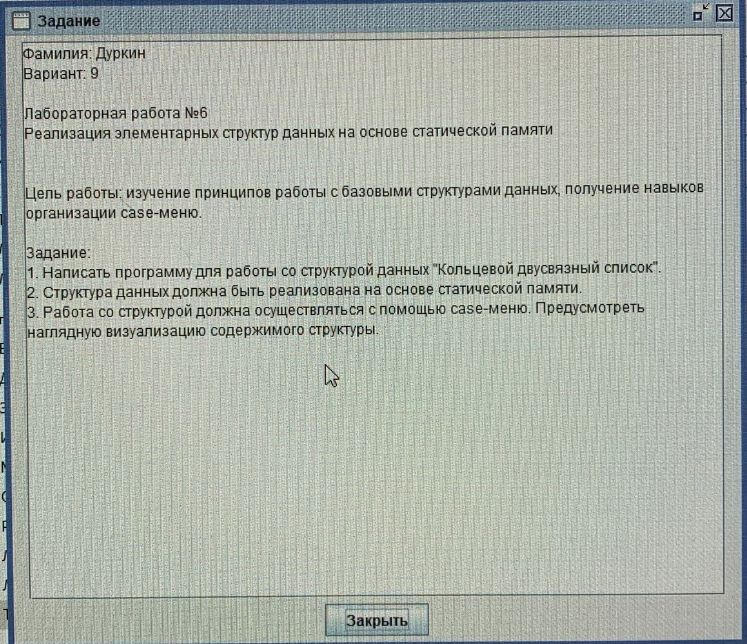 Задание
Фамилия: Дуркин
Вариант: 9
Лабораторная работа №6
Реализация элементарных структур данных на основе статической памяти
Цель работы: изучение принципов работы с базовыми структурами данных, получение навыков
организации case-меню.
Задание:
1. Написать программу для работы со структурой данных "Кольцевой двусвязный список".
2. Структура данных должна быть реализована на основе статической памяти.
3. Работа со структурой должна осуществляться с помощью case-меню. Предусмотреть
наглядную визуализацию содержимого структуры.
Закрыть